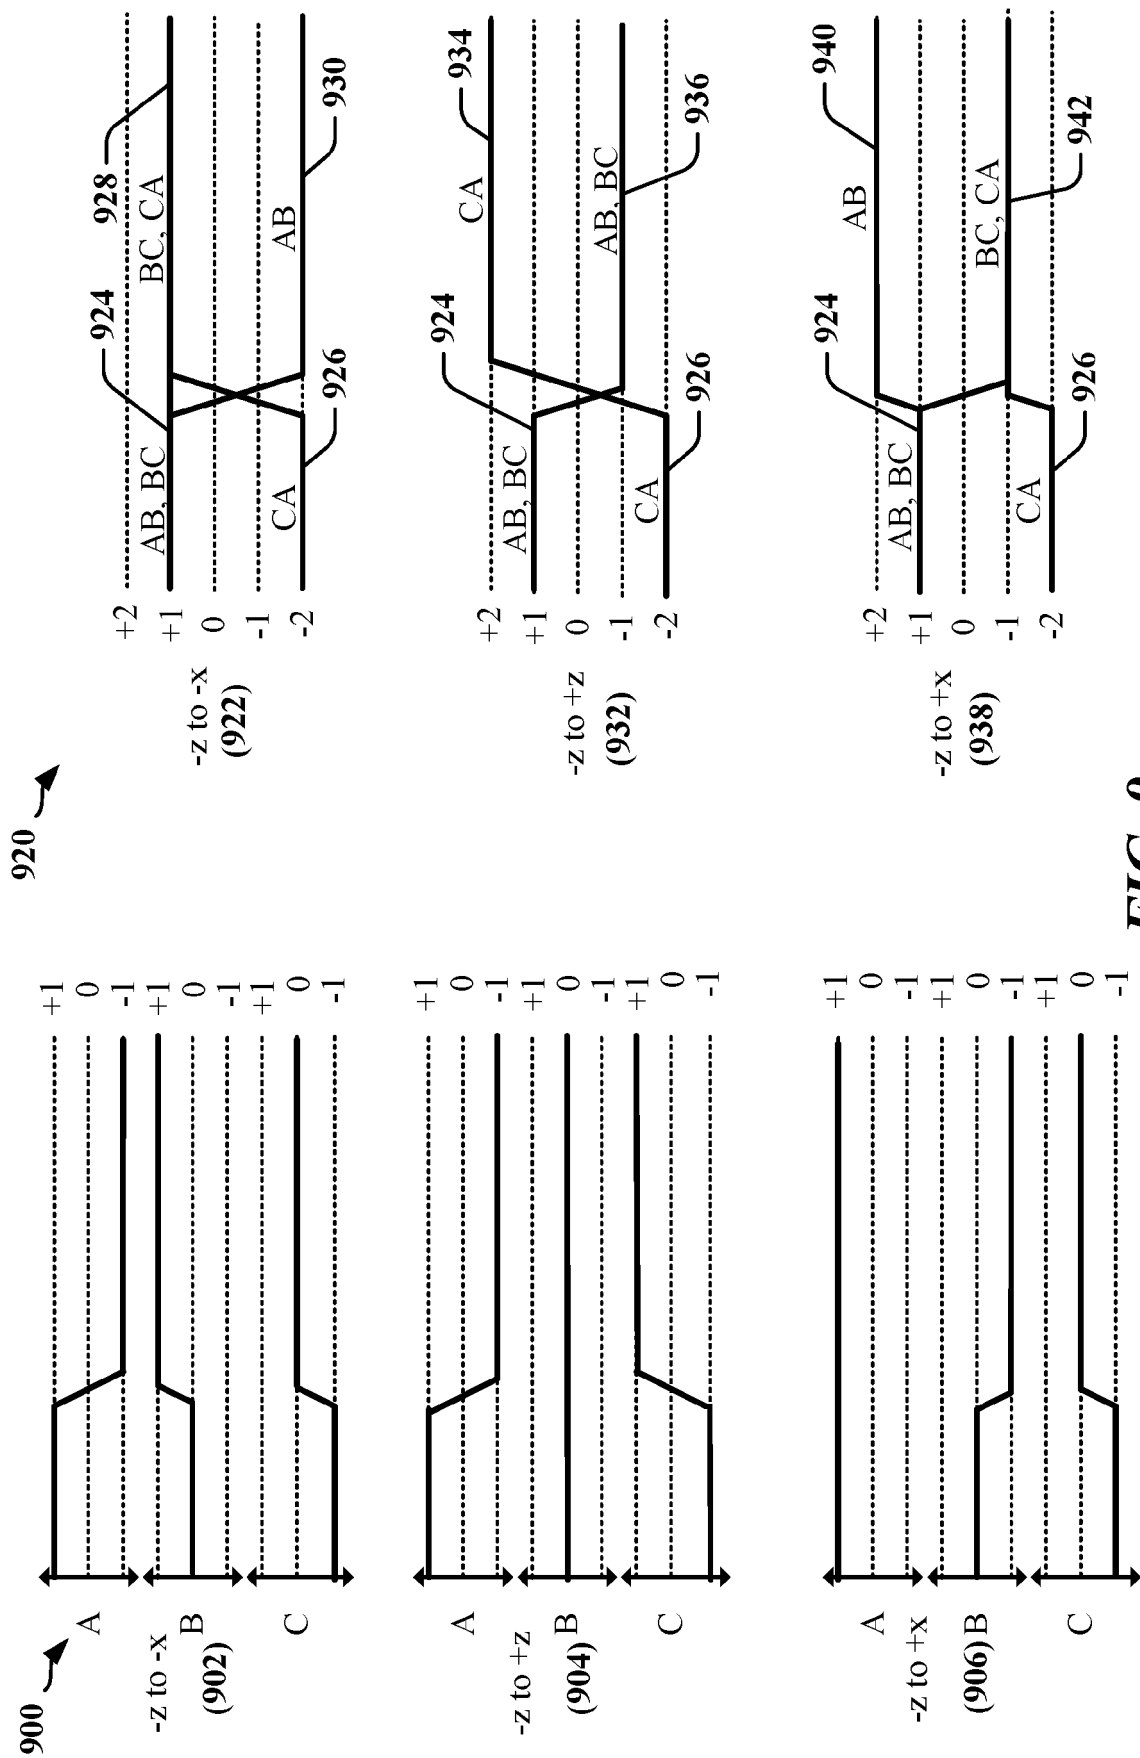 900
A
+1
0
-1
-z to -x
(902)
B
+1
0
-1
C
+1
0
-1
A
+1
0
-1
-z to +z
(904)
B
+1
0
-1
C
+1
0
-1
A
+1
0
-1
-z to +x
(906)
B
+1
0
-1
C
+1
0
-1
920
-z to -x
(922)
+2
+1
0
-1
-2
924
928
AB, BC
BC, CA
CA
AB
926
930
-z to +z
(932)
+2
+1
0
-1
-2
924
934
CA
AB, BC
AB, BC
CA
926
936
-z to +x
(938)
+2
+1
0
-1
-2
924
940
AB
AB, BC
BC, CA
CA
926
942
FIG. 9